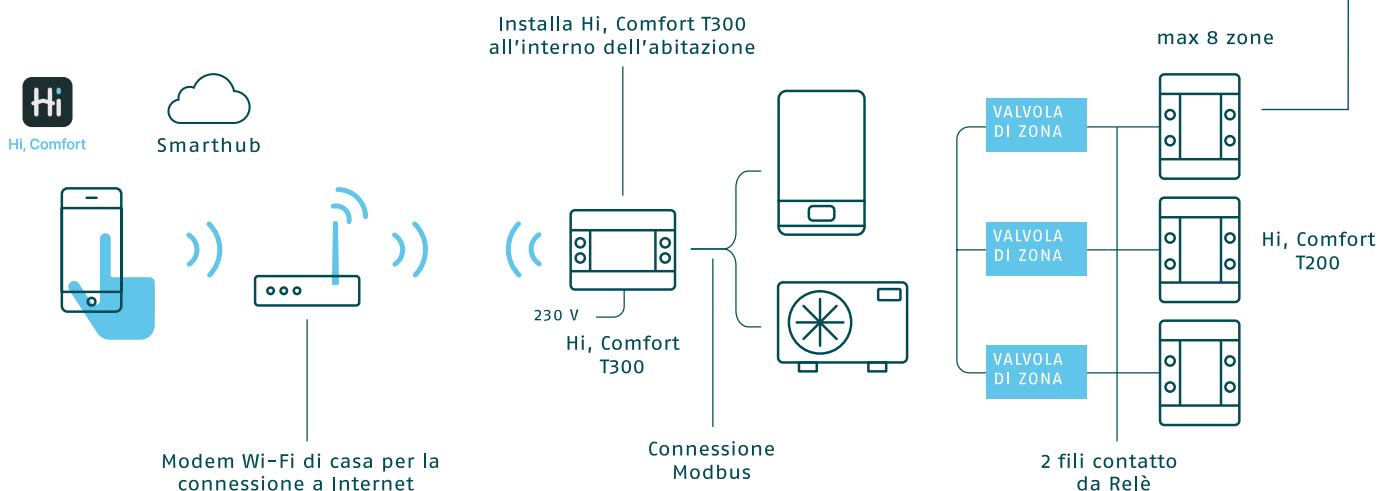 Installa Hi, Comfort T300
all'interno dell'abitazione
max 8 zone
Hi
Hi, Comfort
Smarthub
VALVOLA
DI ZONA
VALVOLA
DI ZONA
Hi, Comfort
T200
230 V
Hi, Comfort
T300
VALVOLA
DI ZONA
Modem Wi-Fi di casa per la
connessione a Internet
Connessione
Modbus
2 fili contatto
da Relè